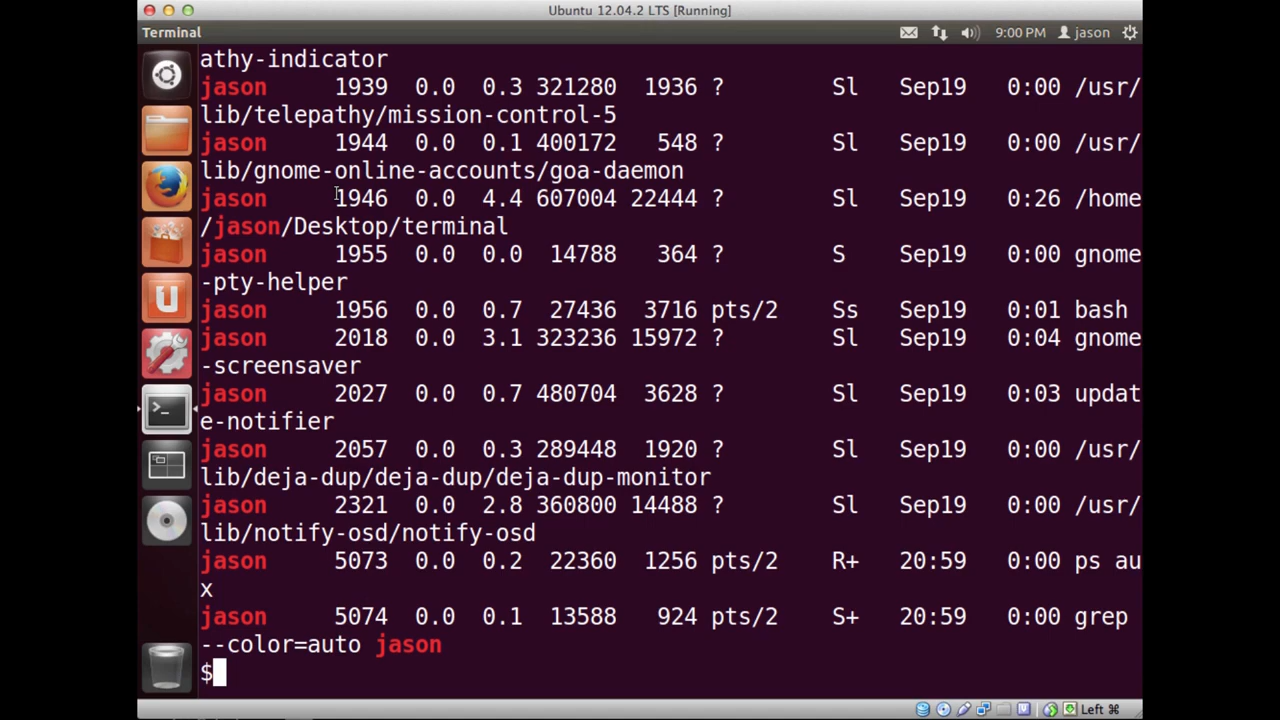 Ubuntu 12.04.2 LTS [Running]
Terminal 9:00 PM jason
athy-indicator
jason 1939 0.0 0.3 321280 1936 ? Sl Sep19 0:00 /usr/
lib/telepathy/mission-control-5
jason 1944 0.0 0.1 400172 548 ? Sl Sep19 0:00 /usr/
lib/gnome-online-accounts/goa-daemon
jason 1946 0.0 4.4 607004 22444 ? Sl Sep19 0:26 /home
/jason/Desktop/terminal
jason 1955 0.0 0.0 14788 364 ? S Sep19 0:00 gnome
-pty-helper
jason 1956 0.0 0.7 27436 3716 pts/2 Ss Sep19 0:01 bash
jason 2018 0.0 3.1 323236 15972 ? Sl Sep19 0:04 gnome
-screensaver
jason 2027 0.0 0.7 480704 3628 ? Sl Sep19 0:03 updat
e-notifier
jason 2057 0.0 0.3 289448 1920 ? Sl Sep19 0:00 /usr/
lib/deja-dup/deja-dup/deja-dup-monitor
jason 2321 0.0 2.8 360800 14488 ? Sl Sep19 0:00 /usr/
lib/notify-osd/notify-osd
jason 5073 0.0 0.2 22360 1256 pts/2 R+ 20:59 0:00 ps au
x
jason 5074 0.0 0.1 13588 924 pts/2 S+ 20:59 0:00 grep
--color=auto jason
$
Left ⌘